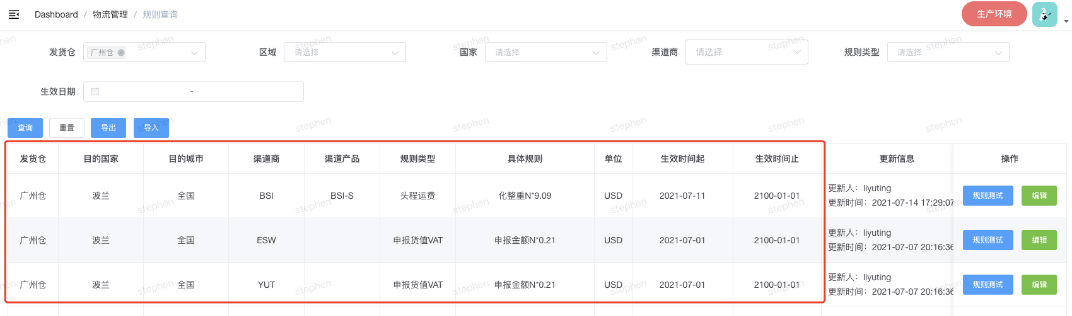 Dashboard / 物流管理 / 规则查询
生产环境
发货仓 广州仓 区域 请选择 国家 请选择 渠道商 请选择 规则类型 请选择
生效日期 -
查询 重置 导出 导入
发货仓 目的国家 目的城市 渠道商 渠道产品 规则类型 具体规则 单位 生效时间起 生效时间止 更新信息 操作
广州仓 波兰 全国 BSI BSI-S 头程运费 化整重N*9.09 USD 2021-07-11 2100-01-01 更新人：liyuting 规则测试 编辑
更新时间：2021-07-14 17:29:07
广州仓 波兰 全国 ESW 申报货值VAT 申报金额N*0.21 USD 2021-07-01 2100-01-01 更新人：liyuting 规则测试 编辑
更新时间：2021-07-07 20:16:36
广州仓 波兰 全国 YUT 申报货值VAT 申报金额N*0.21 USD 2021-07-01 2100-01-01 更新人：liyuting 规则测试 编辑
更新时间：2021-07-07 20:16:36
stephen